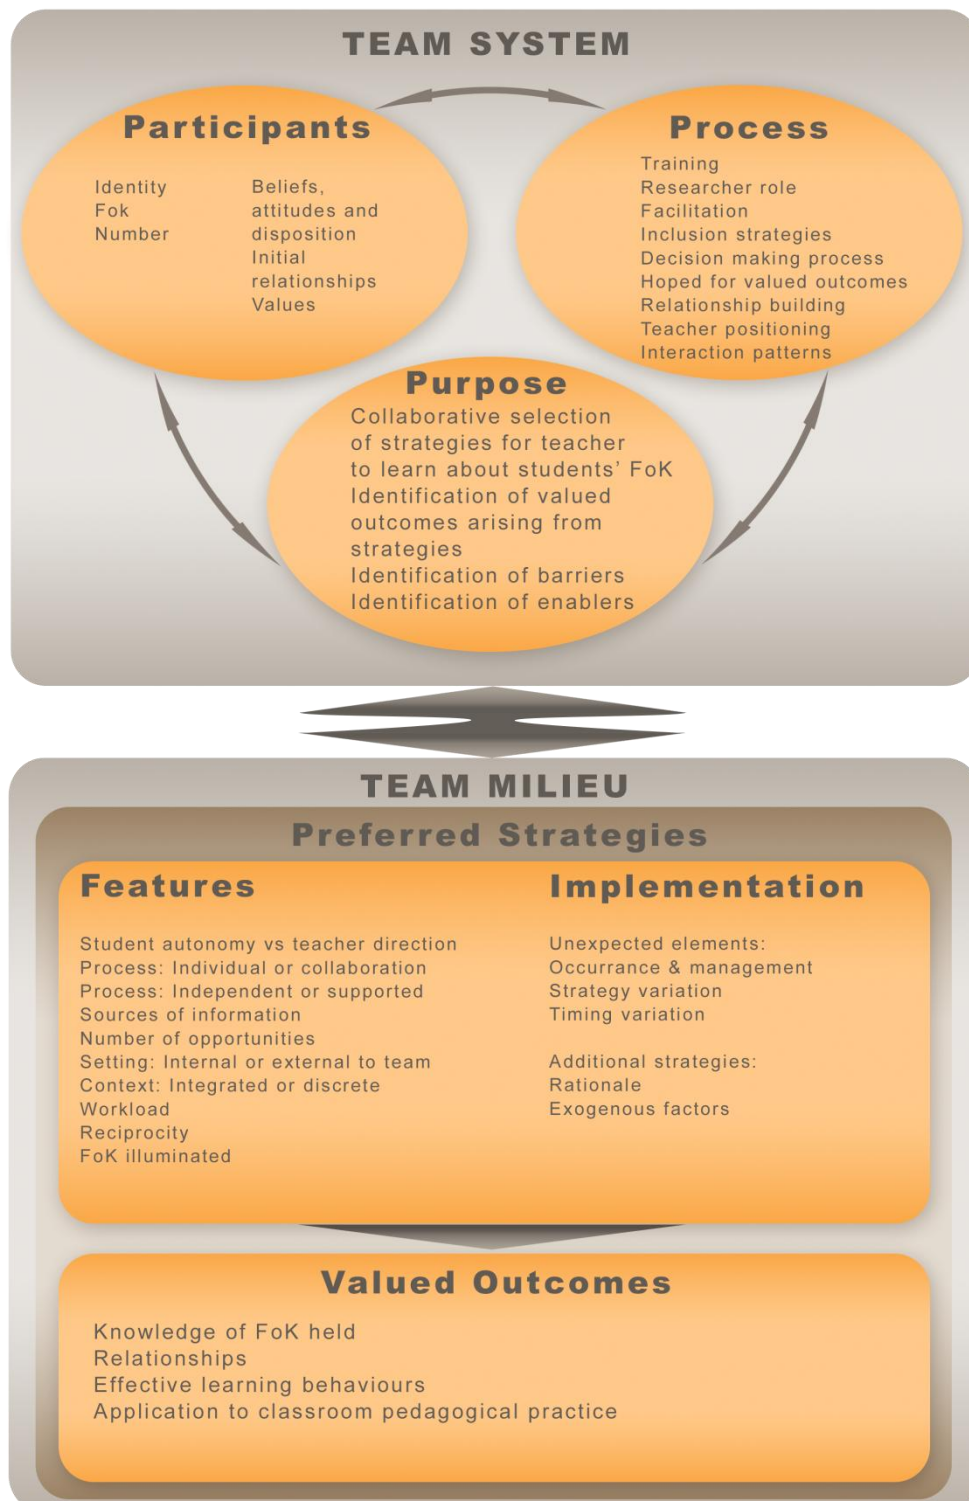 TEAM SYSTEM
Participants
Identity
Fok
Number
Beliefs,
attitudes and
disposition
Initial
relationships
Values
Process
Training
Researcher role
Facilitation
Inclusion strategies
Decision making process
Hoped for valued outcomes
Relationship building
Teacher positioning
Interaction patterns
Purpose
Collaborative selection
of strategies for teacher
to learn about students’ FoK
Identification of valued
outcomes arising from
strategies
Identification of barriers
Identification of enablers
TEAM MILIEU
Preferred Strategies
Features
Student autonomy vs teacher direction
Process: Individual or collaboration
Process: Independent or supported
Sources of information
Number of opportunities
Setting: Internal or external to team
Context: Integrated or discrete
Workload
Reciprocity
FoK illuminated
Implementation
Unexpected elements:
Occurrance & management
Strategy variation
Timing variation
Additional strategies:
Rationale
Exogenous factors
Valued Outcomes
Knowledge of FoK held
Relationships
Effective learning behaviours
Application to classroom pedagogical practice